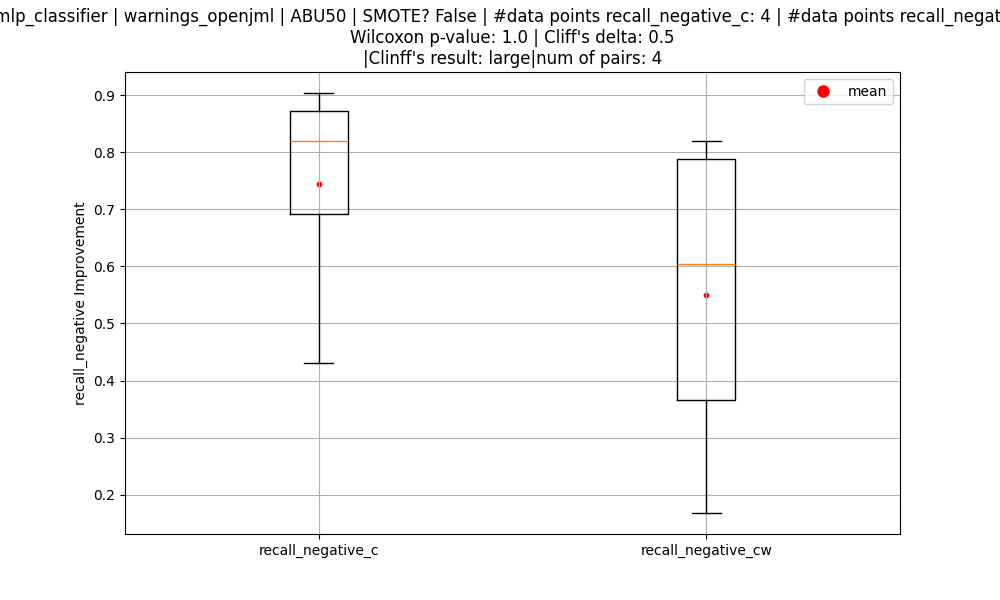 mlp_classifier | warnings_openjml | ABU50 | SMOTE? False | #data points recall_negative_c: 4 | #data points
Wilcoxon p-value: 1.0 | Cliff's delta: 0.5
|Clinff's result: large|num of pairs: 4
mean
0.9
0.8
0.7
0.6
0.5
0.4
0.3
0.2
recall_negative Improvement
recall_negative_c
recall_negative_cw